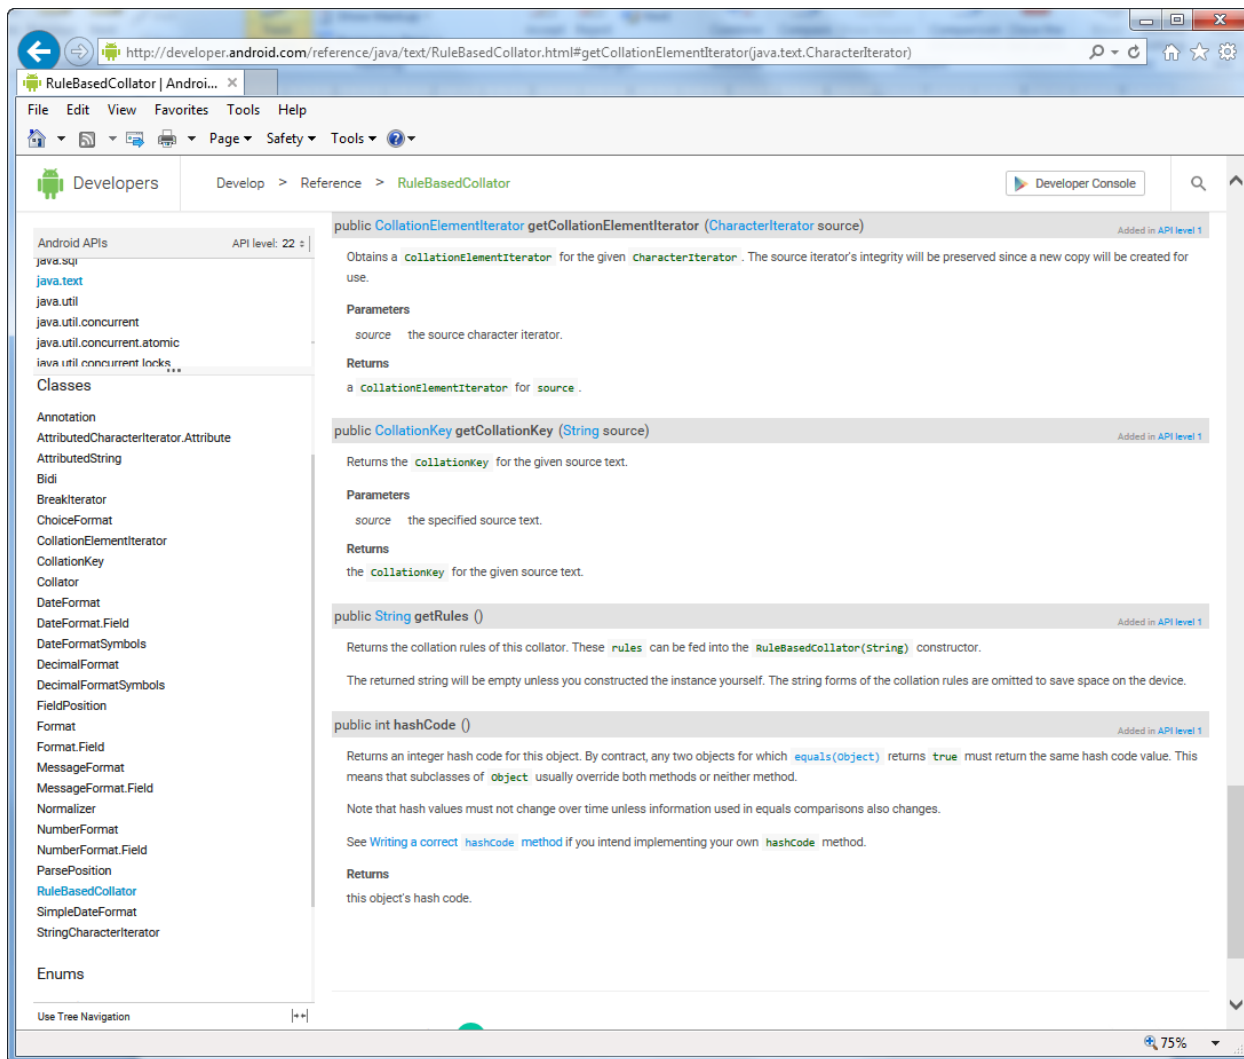 http://developer.android.com/reference/java/text/RuleBasedCollator.html#getCollationElementIterator(java.text.CharacterIterator)
RuleBasedCollator | Androi...
File Edit View Favorites Tools Help
Page Safety Tools
Developers
Develop > Reference > RuleBasedCollator
Developer Console
Android APIs
API level: 22
java.sql
java.text
java.util
java.util.concurrent
java.util.concurrent.atomic
java.util.concurrent.locks
Classes
Annotation
AttributedCharacterIterator.Attribute
AttributedString
Bidi
BreakIterator
ChoiceFormat
CollationElementIterator
CollationKey
Collator
DateFormat
DateFormat.Field
DateFormatSymbols
DecimalFormat
DecimalFormatSymbols
FieldPosition
Format
Format.Field
MessageFormat
MessageFormat.Field
Normalizer
NumberFormat
NumberFormat.Field
ParsePosition
RuleBasedCollator
SimpleDateFormat
StringCharacterIterator
Enums
Use Tree Navigation
public CollationElementIterator getCollationElementIterator (CharacterIterator source)
Added in API level 1
Obtains a CollationElementIterator for the given CharacterIterator . The source iterator's integrity will be preserved since a new copy will be created for
use.
Parameters
source the source character iterator.
Returns
a CollationElementIterator for source .
public CollationKey getCollationKey (String source)
Added in API level 1
Returns the CollationKey for the given source text.
Parameters
source the specified source text.
Returns
the CollationKey for the given source text.
public String getRules ()
Added in API level 1
Returns the collation rules of this collator. These rules can be fed into the RuleBasedCollator(String) constructor.
The returned string will be empty unless you constructed the instance yourself. The string forms of the collation rules are omitted to save space on the device.
public int hashCode ()
Added in API level 1
Returns an integer hash code for this object. By contract, any two objects for which equals(Object) returns true must return the same hash code value. This
means that subclasses of Object usually override both methods or neither method.
Note that hash values must not change over time unless information used in equals comparisons also changes.
See Writing a correct hashCode method if you intend implementing your own hashCode method.
Returns
this object's hash code.
75%